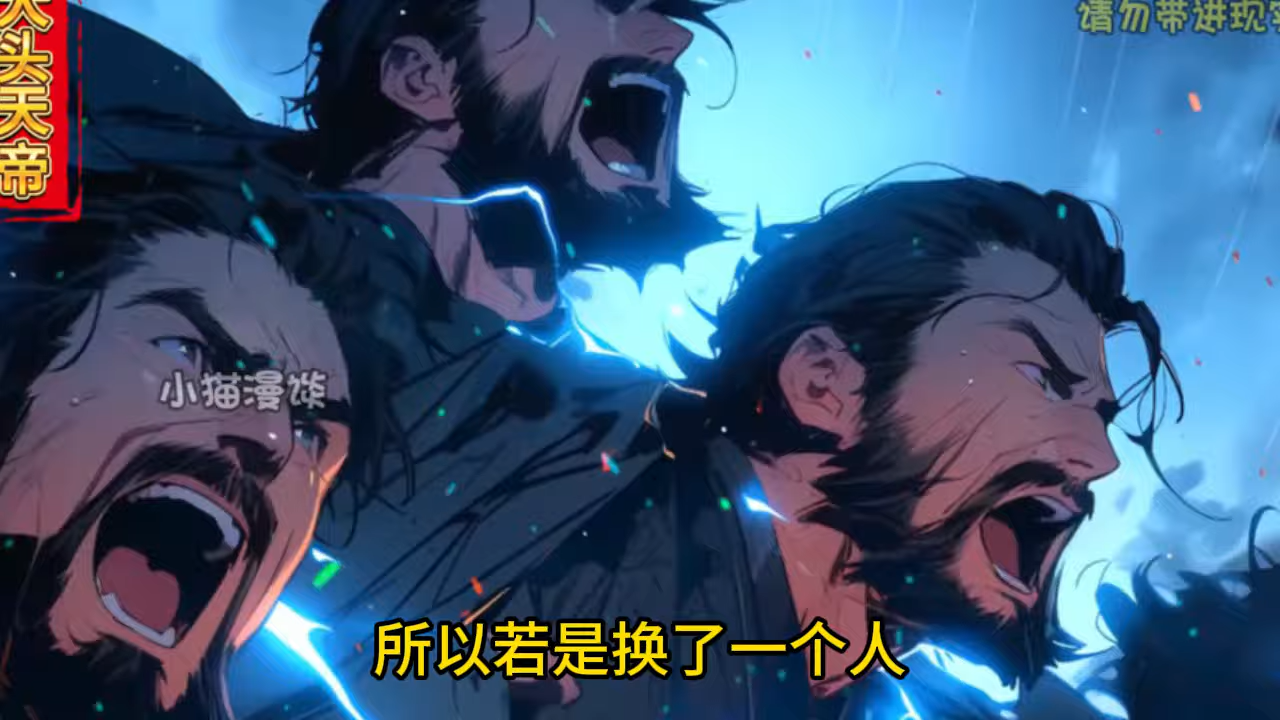 大头天帝
请勿带进现实
小猫漫
所以若是换了一个人